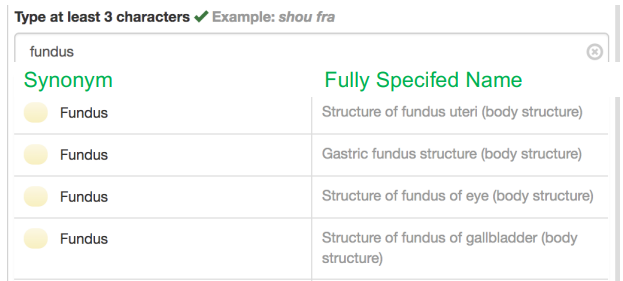 Type at least 3 characters ✔ Example: shou fra
fundus
Synonym Fully Specifed Name
Fundus Structure of fundus uteri (body structure)
Fundus Gastric fundus structure (body structure)
Fundus Structure of fundus of eye (body structure)
Fundus Structure of fundus of gallbladder (body
structure)